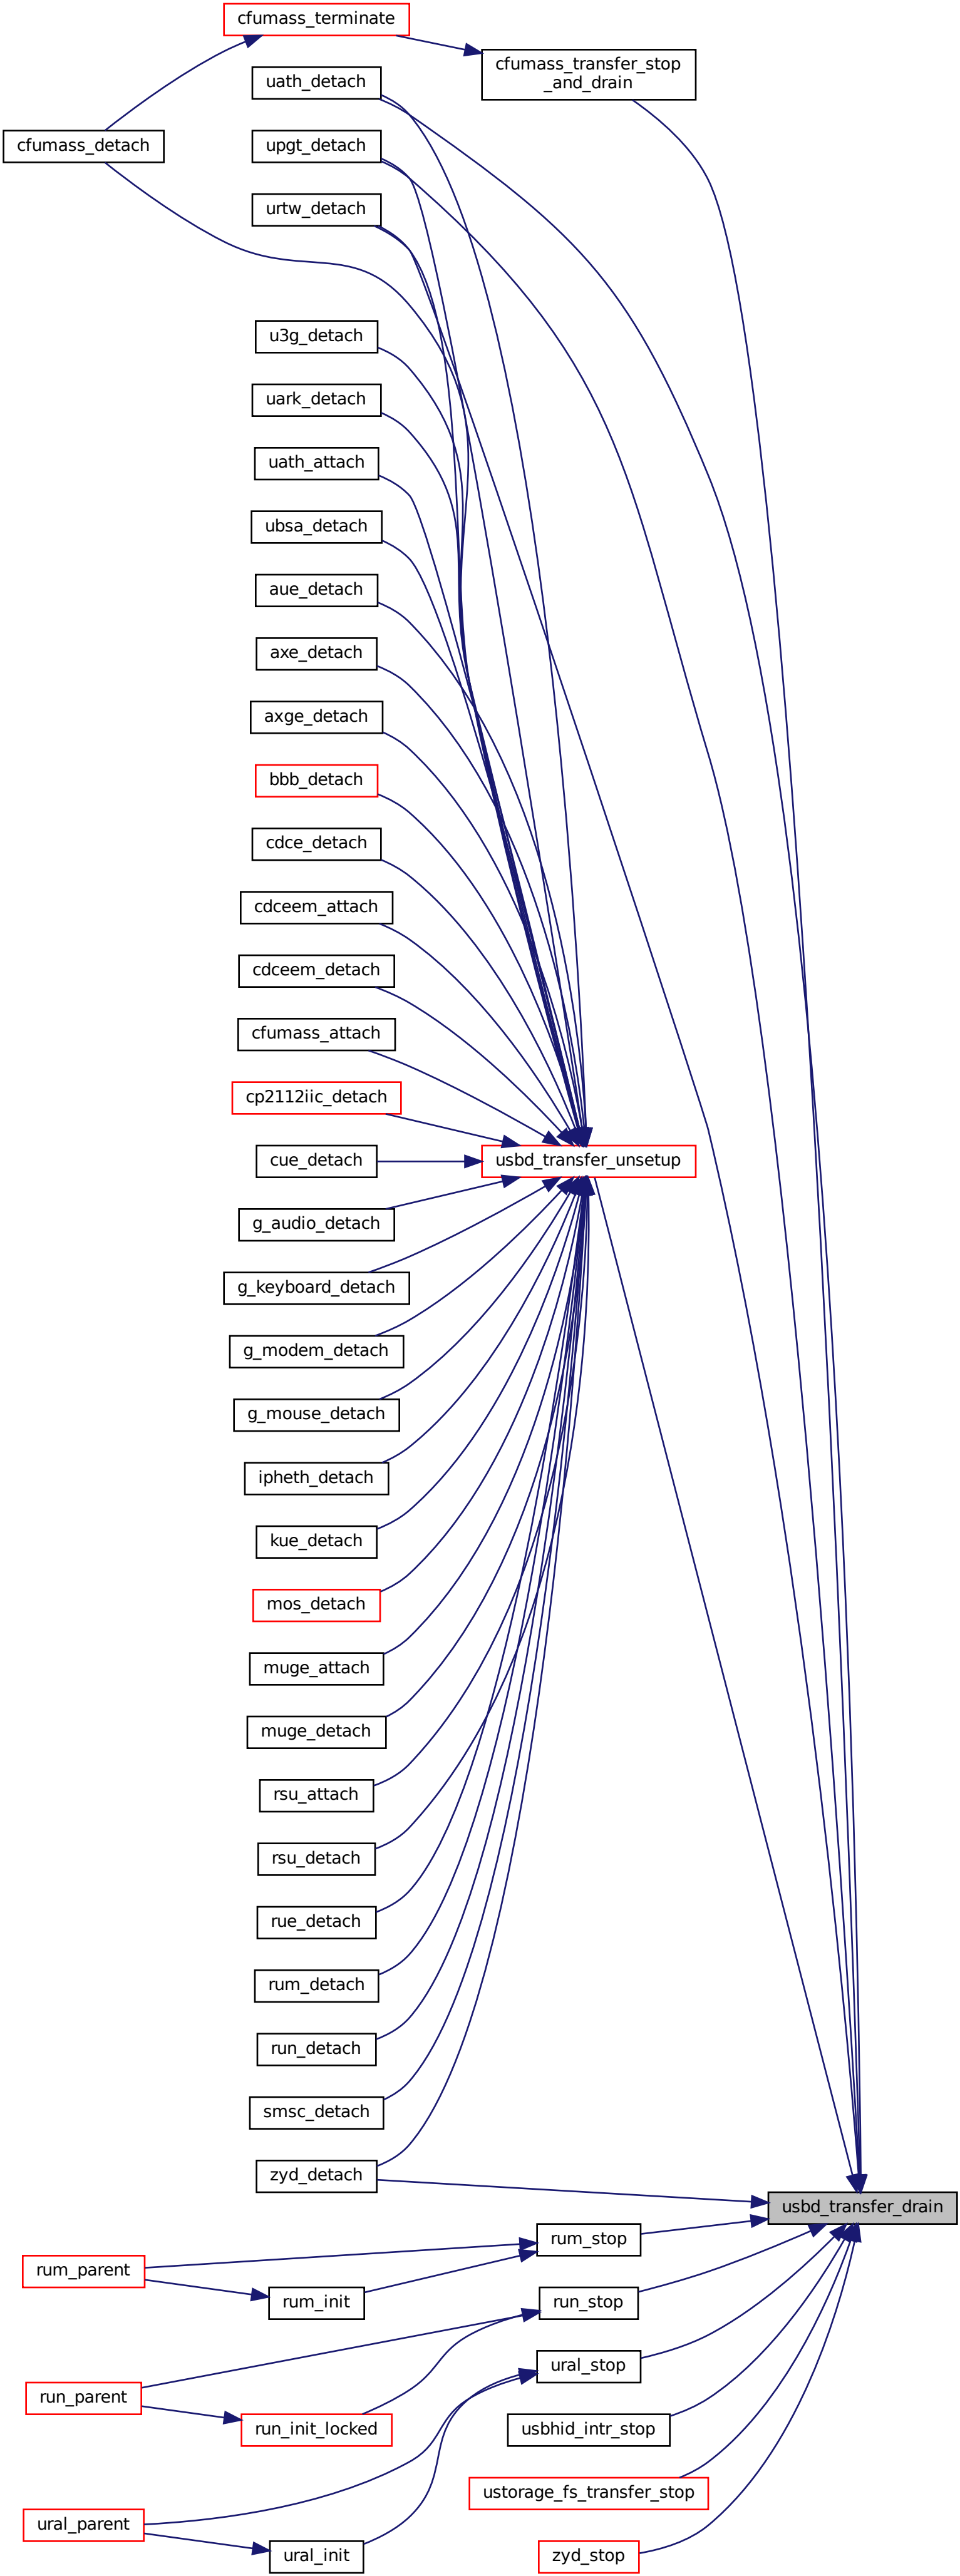 cfumass_terminate
cfumass_transfer_stop
_and_drain
uath_detach
cfumass_detach
upgt_detach
urtw_detach
u3g_detach
uark_detach
uath_attach
ubsa_detach
aue_detach
axe_detach
axge_detach
bbb_detach
cdce_detach
cdceem_attach
cdceem_detach
cfumass_attach
cp2112iic_detach
usbd_transfer_unsetup
cue_detach
g_audio_detach
g_keyboard_detach
g_modem_detach
g_mouse_detach
ipheth_detach
kue_detach
mos_detach
muge_attach
muge_detach
rsu_attach
rsu_detach
rue_detach
rum_detach
run_detach
smsc_detach
zyd_detach
usbd_transfer_drain
rum_stop
rum_parent
rum_init
run_stop
ural_stop
run_parent
run_init_locked
usbhid_intr_stop
ustorage_fs_transfer_stop
ural_parent
ural_init
zyd_stop